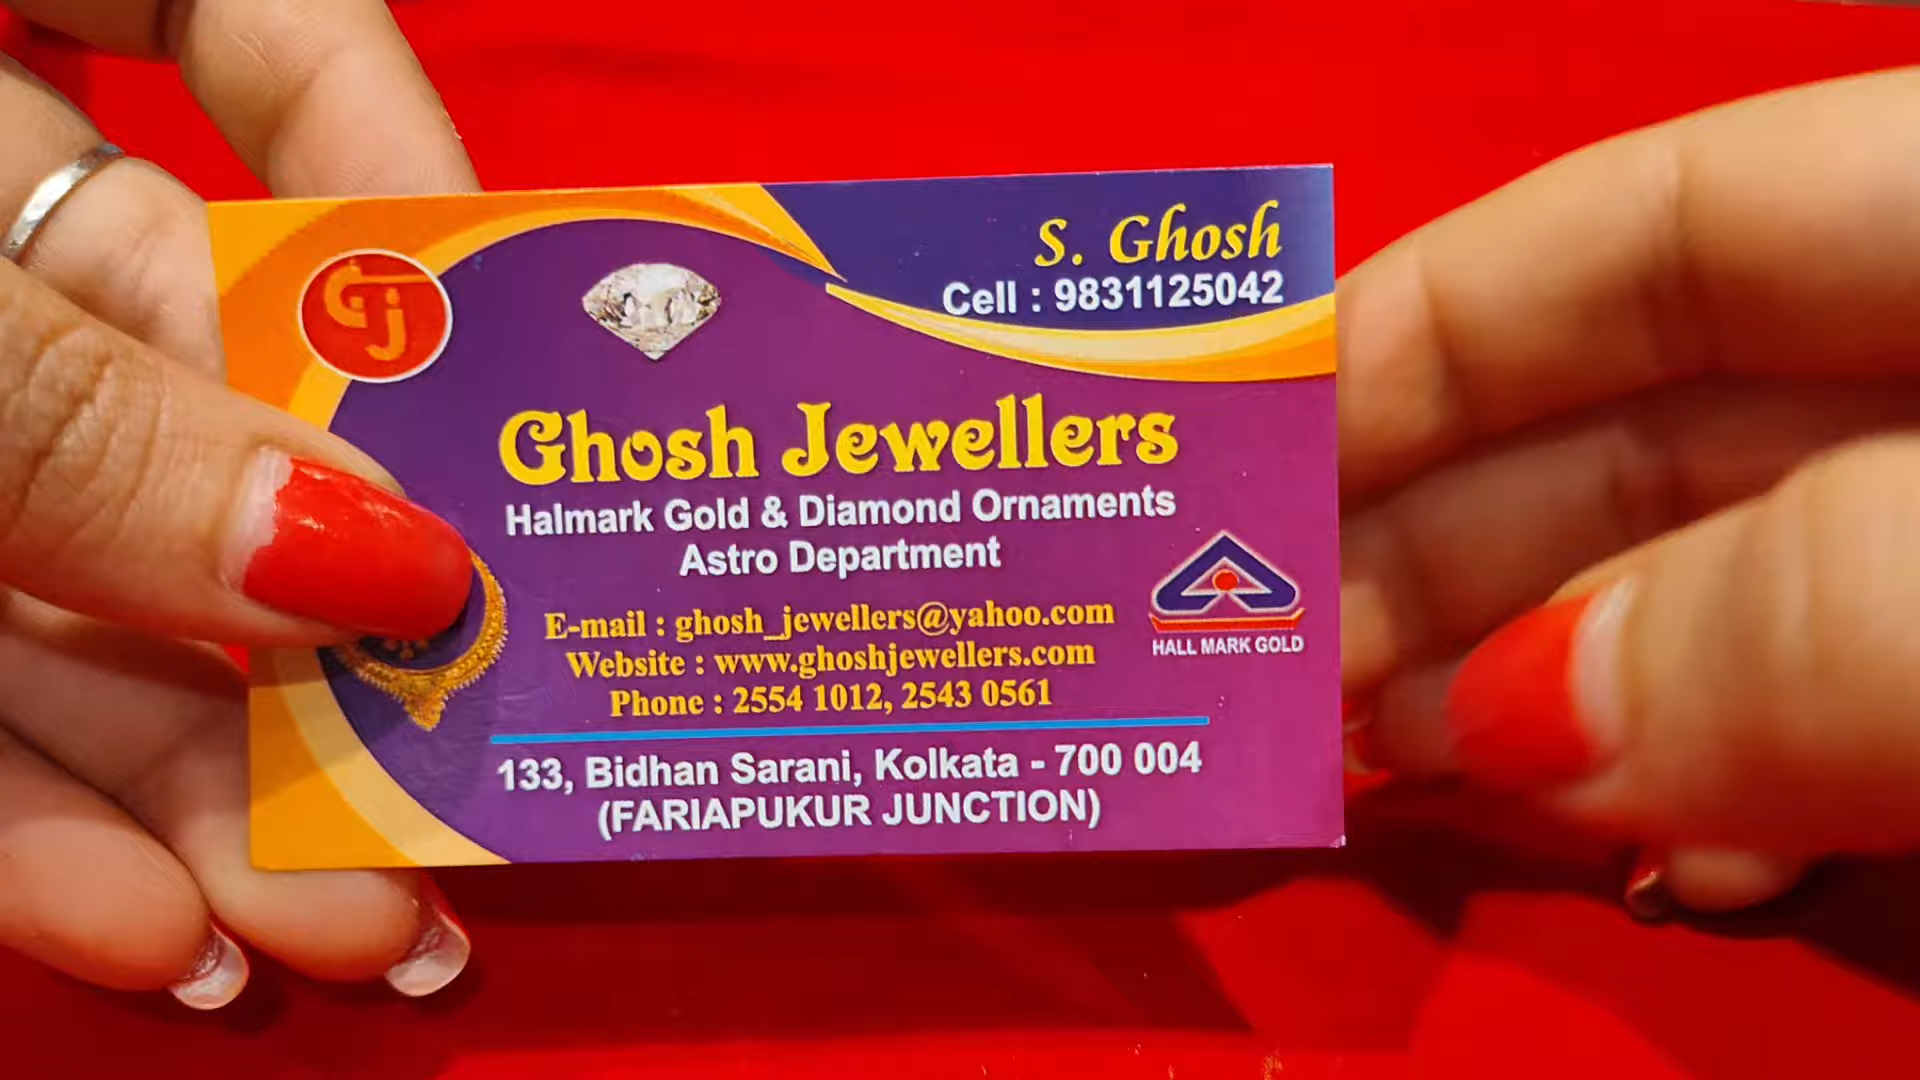 GJ
S. Ghosh
Cell : 9831125042
Ghosh Jewellers
Halmark Gold & Diamond Ornaments
Astro Department
E-mail : ghosh_jewellers@yahoo.com
Website : www.ghoshjewellers.com
Phone : 2554 1012, 2543 0561
HALL MARK GOLD
133, Bidhan Sarani, Kolkata - 700 004
(FARIAPUKUR JUNCTION)